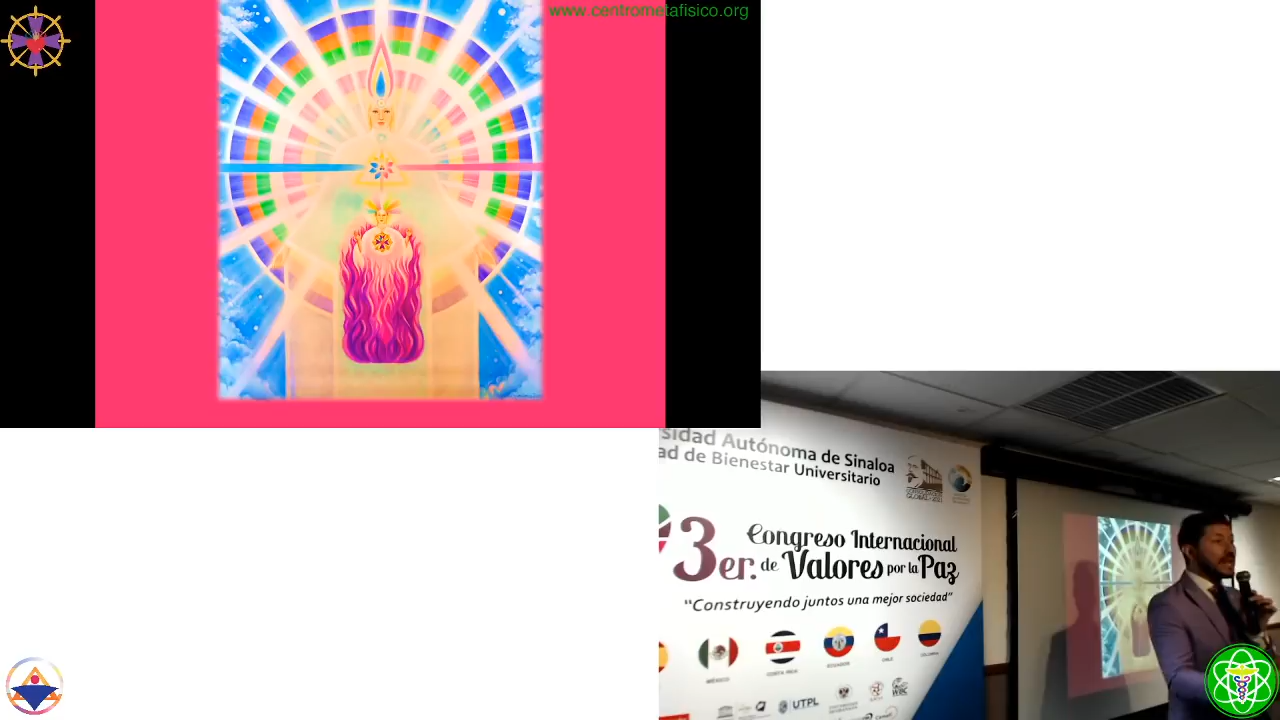 www.centrometafisico.org
sidad Autónoma de Sinaloa
ad de Bienestar Universitario
3er. Congreso Internacional
de Valores por la Paz
"Construyendo juntos una mejor sociedad"
MÉXICO
COSTA RICA
ECUADOR
CHILE
COLOMBIA
UTPL